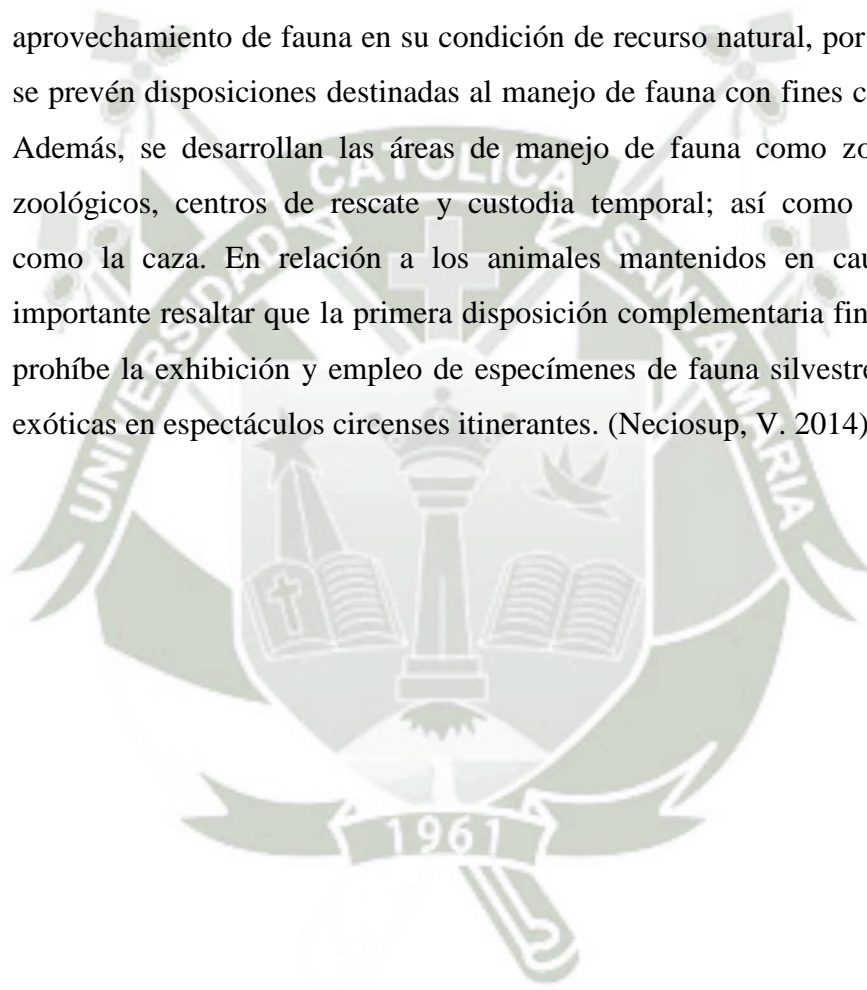 aprovechamiento de fauna en su condición de recurso natural, por
se prevén disposiciones destinadas al manejo de fauna con fines c
Además, se desarrollan las áreas de manejo de fauna como zo
zoológicos, centros de rescate y custodia temporal; así como
como la caza. En relación a los animales mantenidos en cau
importante resaltar que la primera disposición complementaria fin
prohíbe la exhibición y empleo de especímenes de fauna silvestre
exóticas en espectáculos circenses itinerantes. (Neciosup, V. 2014)
UNIVERSIDAD CATOLICA SANTA MARIA
1961